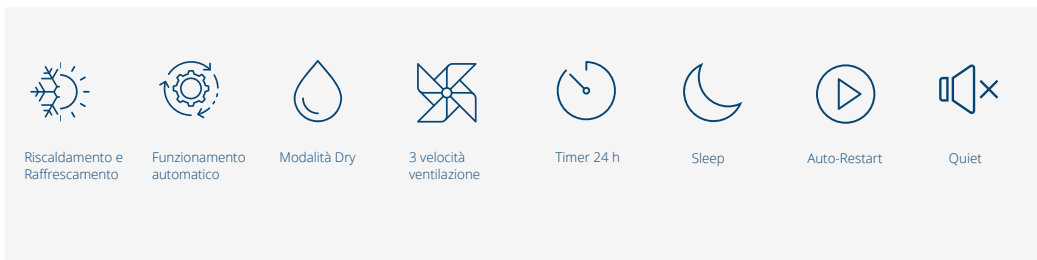 Riscaldamento e
Raffrescamento
Funzionamento
automatico
Modalità Dry
3 velocità
ventilazione
Timer 24 h
Sleep
Auto-Restart
Quiet